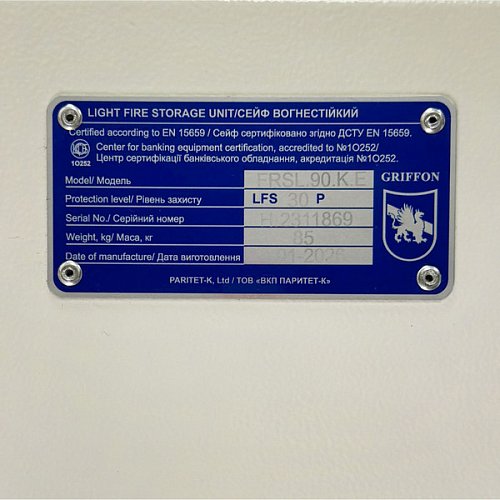 LIGHT FIRE STORAGE UNIT/СЕЙФ ВОГНЕСТІЙКИЙ
Certified according to EN 15659 / Сейф сертифіковано згідно ДСТУ EN 15659.
Center for banking equipment certification, accredited to №1O252/
Центр сертифікації банківського обладнання, акредитація №1O252.
1O252
Model/ Модель FRSL.90.K.E
GRIFFON
Protection level/ Рівень захисту LFS 30 P
Serial No./ Серійний номер H.2311869
Weight, kg/ Маса, кг 85
Date of manufacture/ Дата виготовлення
PARITET-K, Ltd / ТОВ «ВКП ПАРИТЕТ-К»